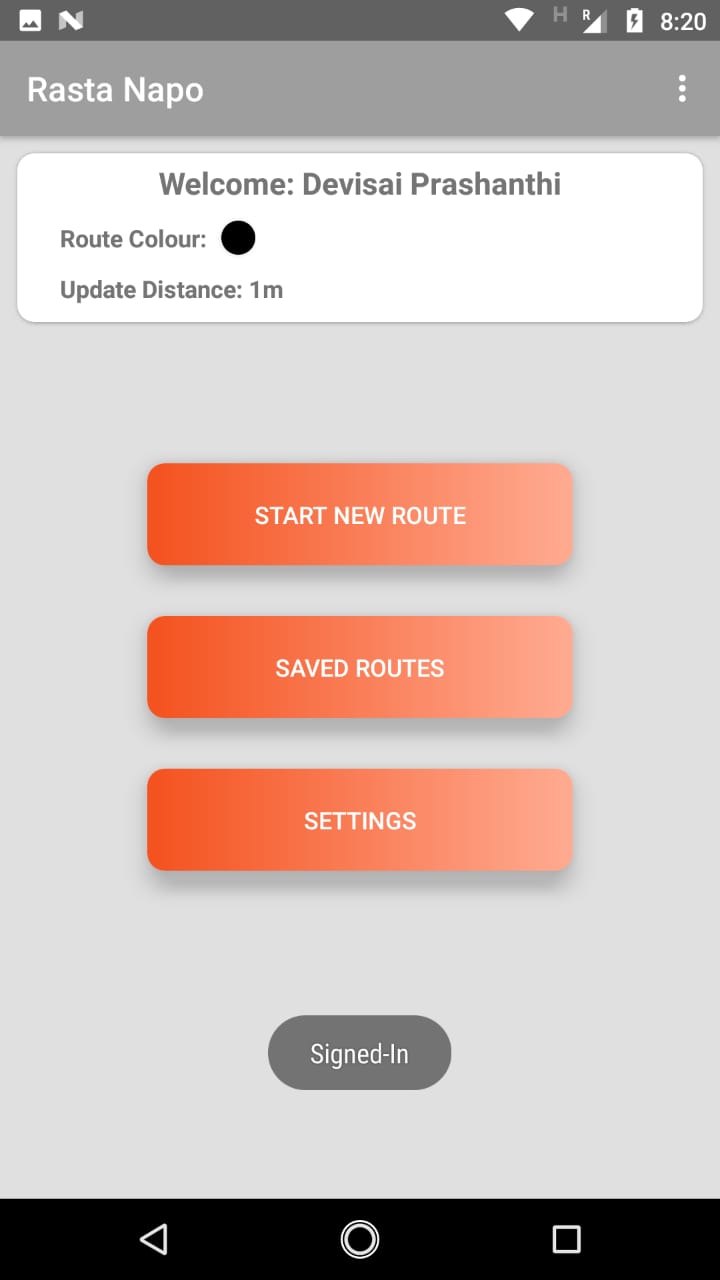 H R 8:20
Rasta Napo
Welcome: Devisai Prashanthi
Route Colour:
Update Distance: 1m
START NEW ROUTE
SAVED ROUTES
SETTINGS
Signed-In